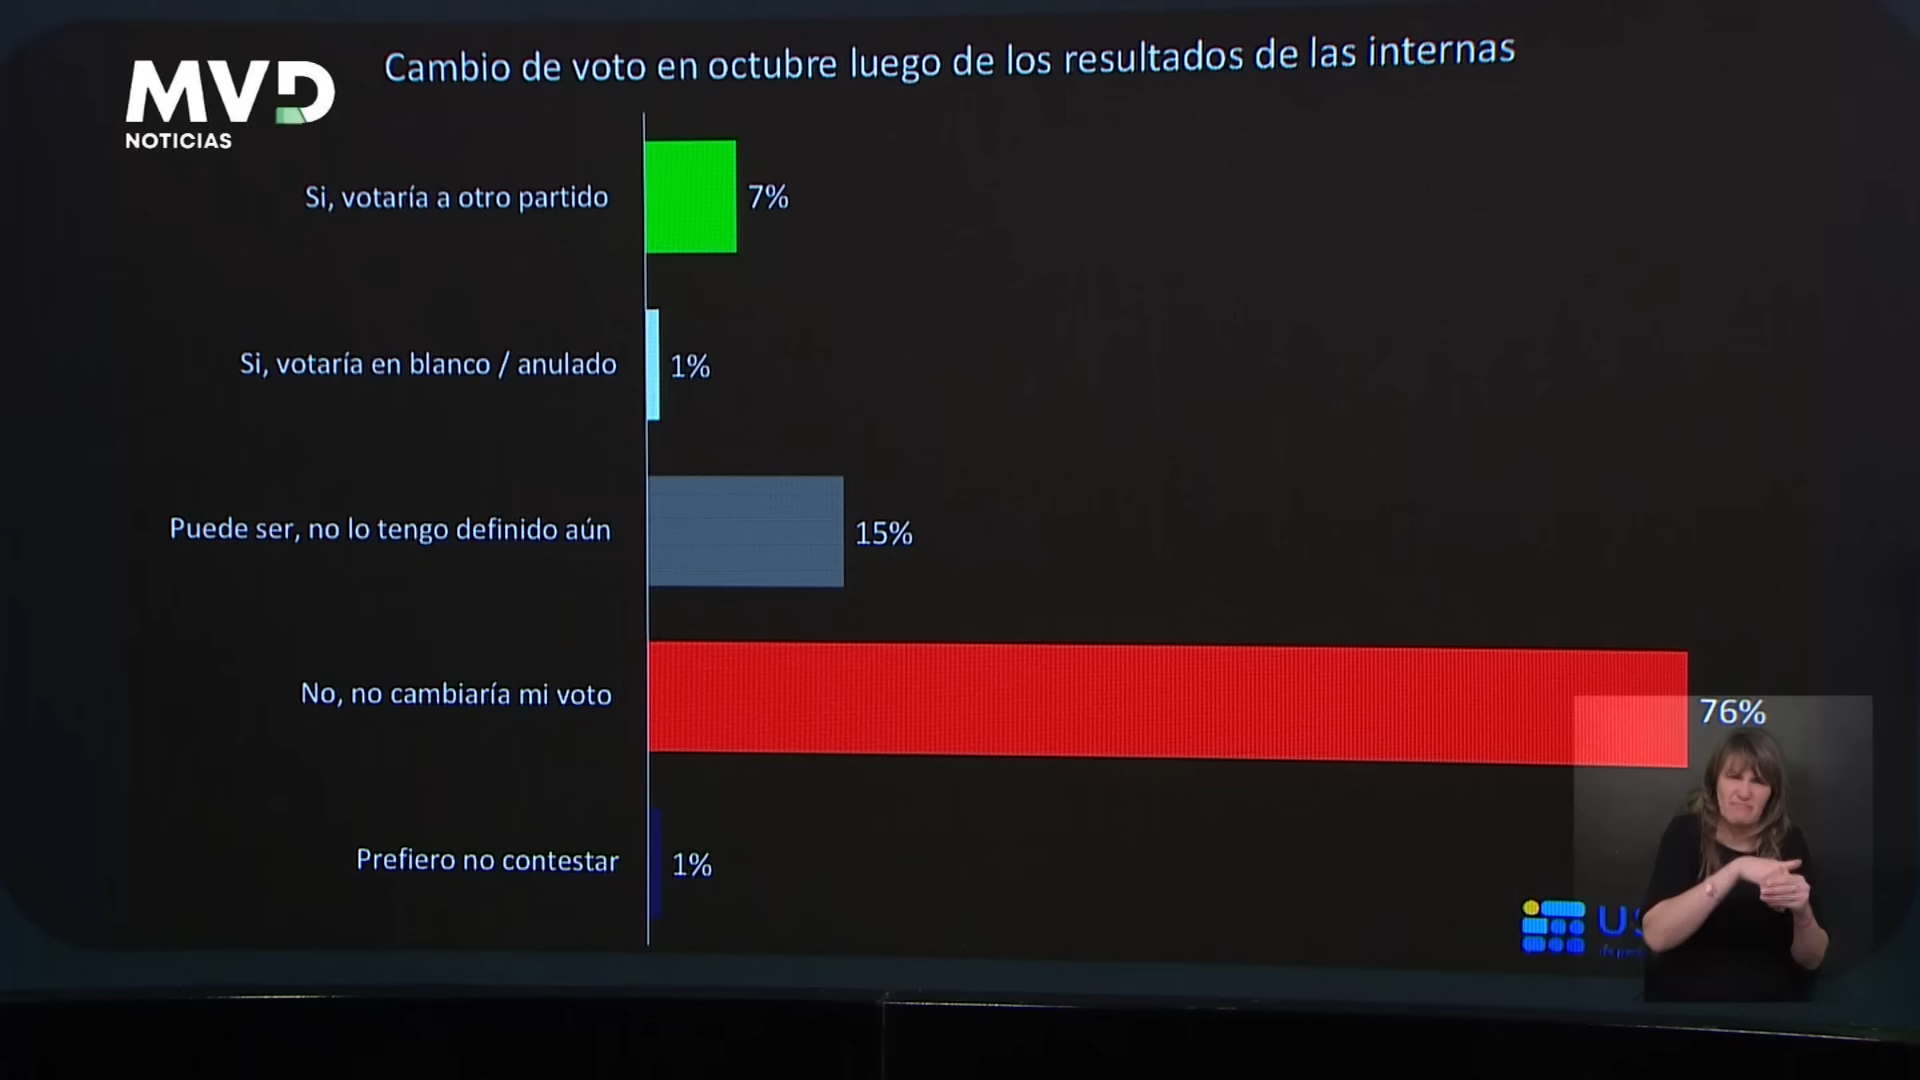 MVD
NOTICIAS
Cambio de voto en octubre luego de los resultados de las internas
Si, votaría a otro partido
7%
Si, votaría en blanco / anulado
1%
Puede ser, no lo tengo definido aún
15%
No, no cambiaría mi voto
76%
Prefiero no contestar
1%